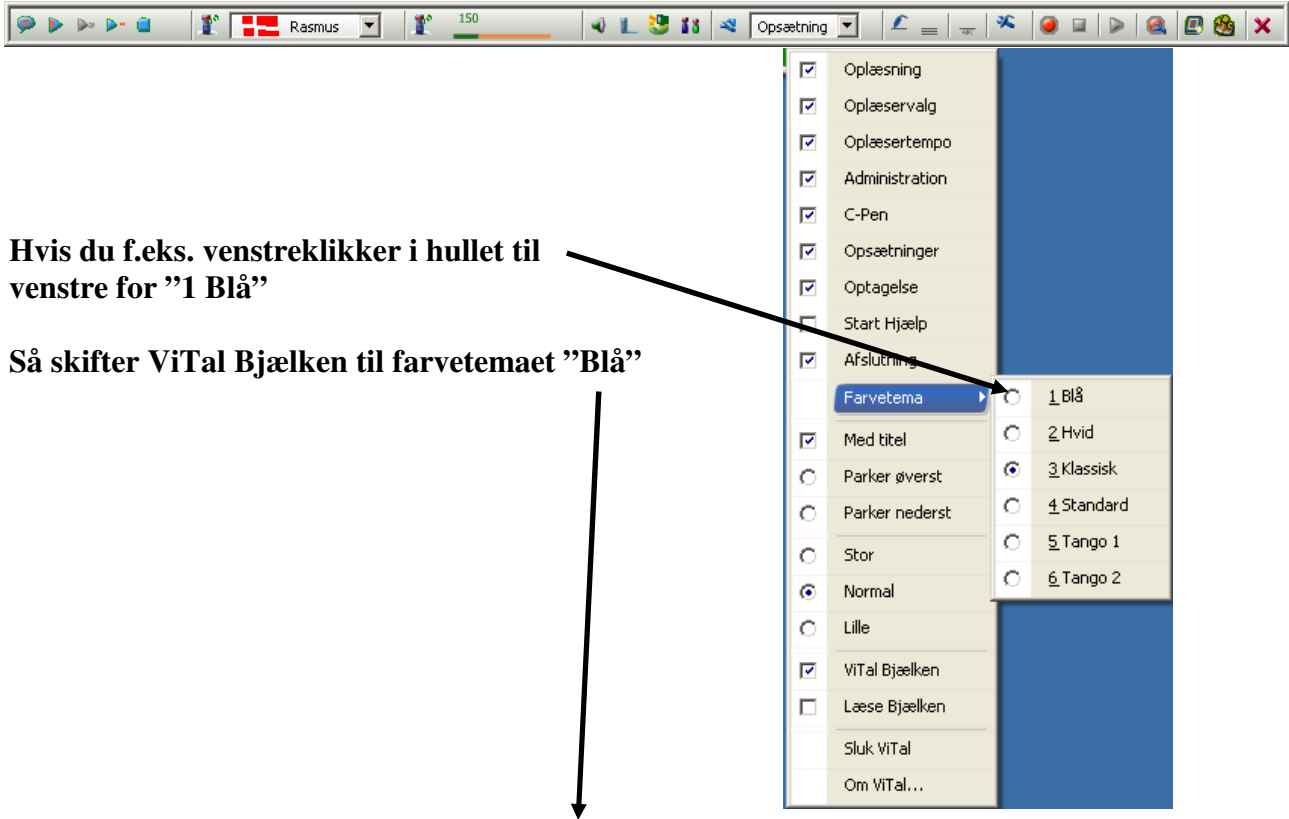 Rasmus
150
Opsætning
Oplæsning
Oplæservalg
Oplæsertempo
Administration
C-Pen
Hvis du f.eks. venstreklikker i hullet til
venstre for ”1 Blå”
Så skifter ViTal Bjælken til farvetemaet ”Blå”
Opsætninger
Optagelse
Start Hjælp
Afslutning
Farvetema
1 Blå
2 Hvid
3 Klassisk
4 Standard
5 Tango 1
6 Tango 2
Med titel
Parker øverst
Parker nederst
Stor
Normal
Lille
ViTal Bjælken
Læse Bjælken
Sluk ViTal
Om ViTal...